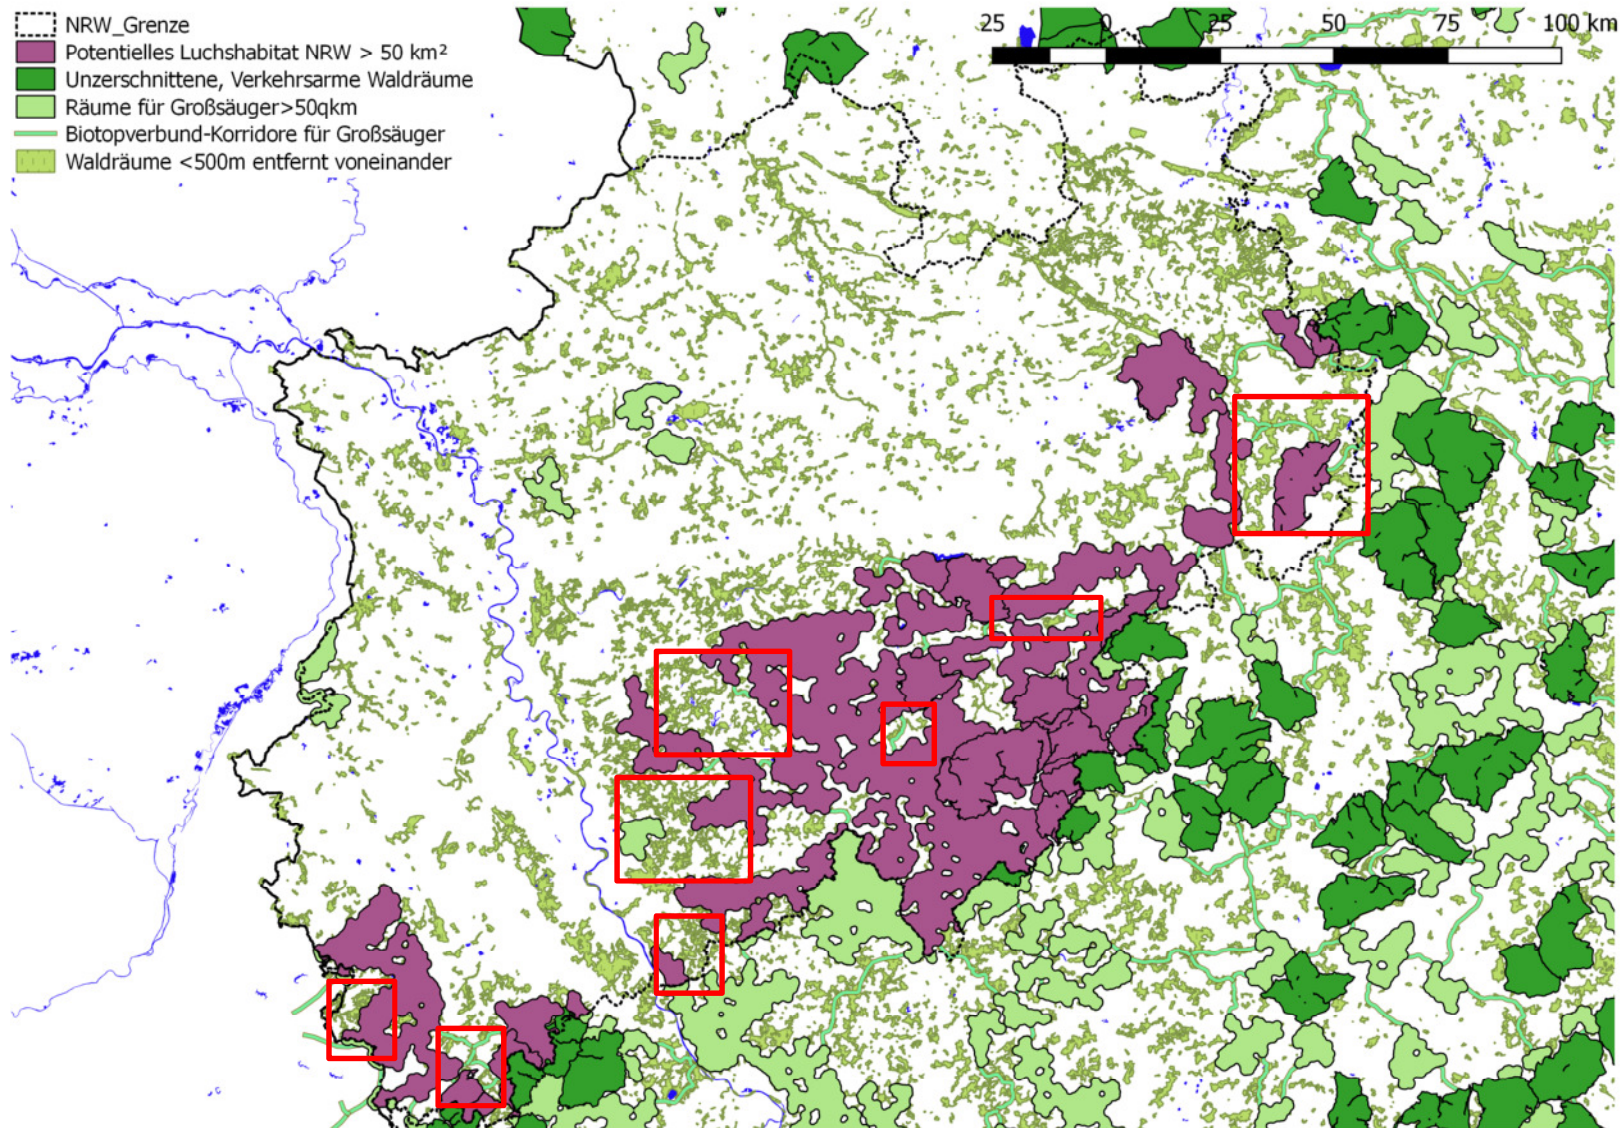 NRW_Grenze
Potentielles Luchshabitat NRW > 50 km²
Unzerschnittene, Verkehrsarme Waldräume
Räume für Großsäuger>50qkm
Biotopverbund-Korridore für Großsäuger
Waldräume <500m entfernt voneinander
25 0 25 50 75 100 km